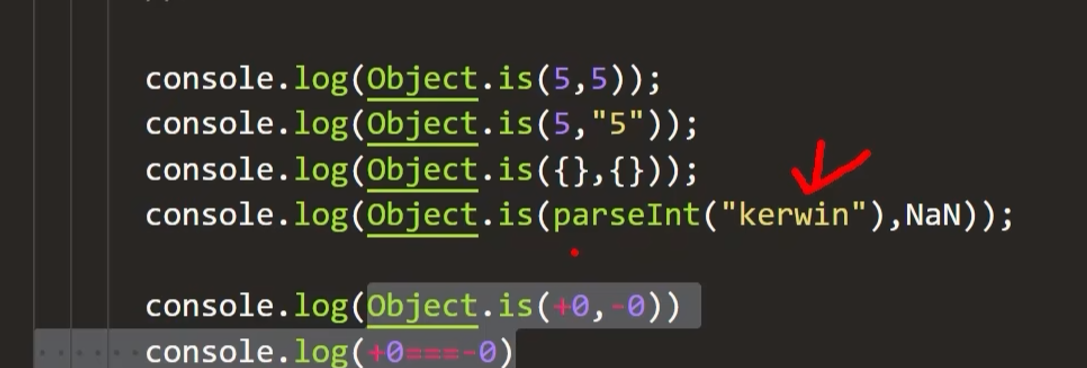 console.log(Object.is(5,5));
console.log(Object.is(5,"5"));
console.log(Object.is({},{}));
console.log(Object.is(parseInt("kerwin"),NaN));
console.log(Object.is(+0,-0))
console.log(+0===-0)